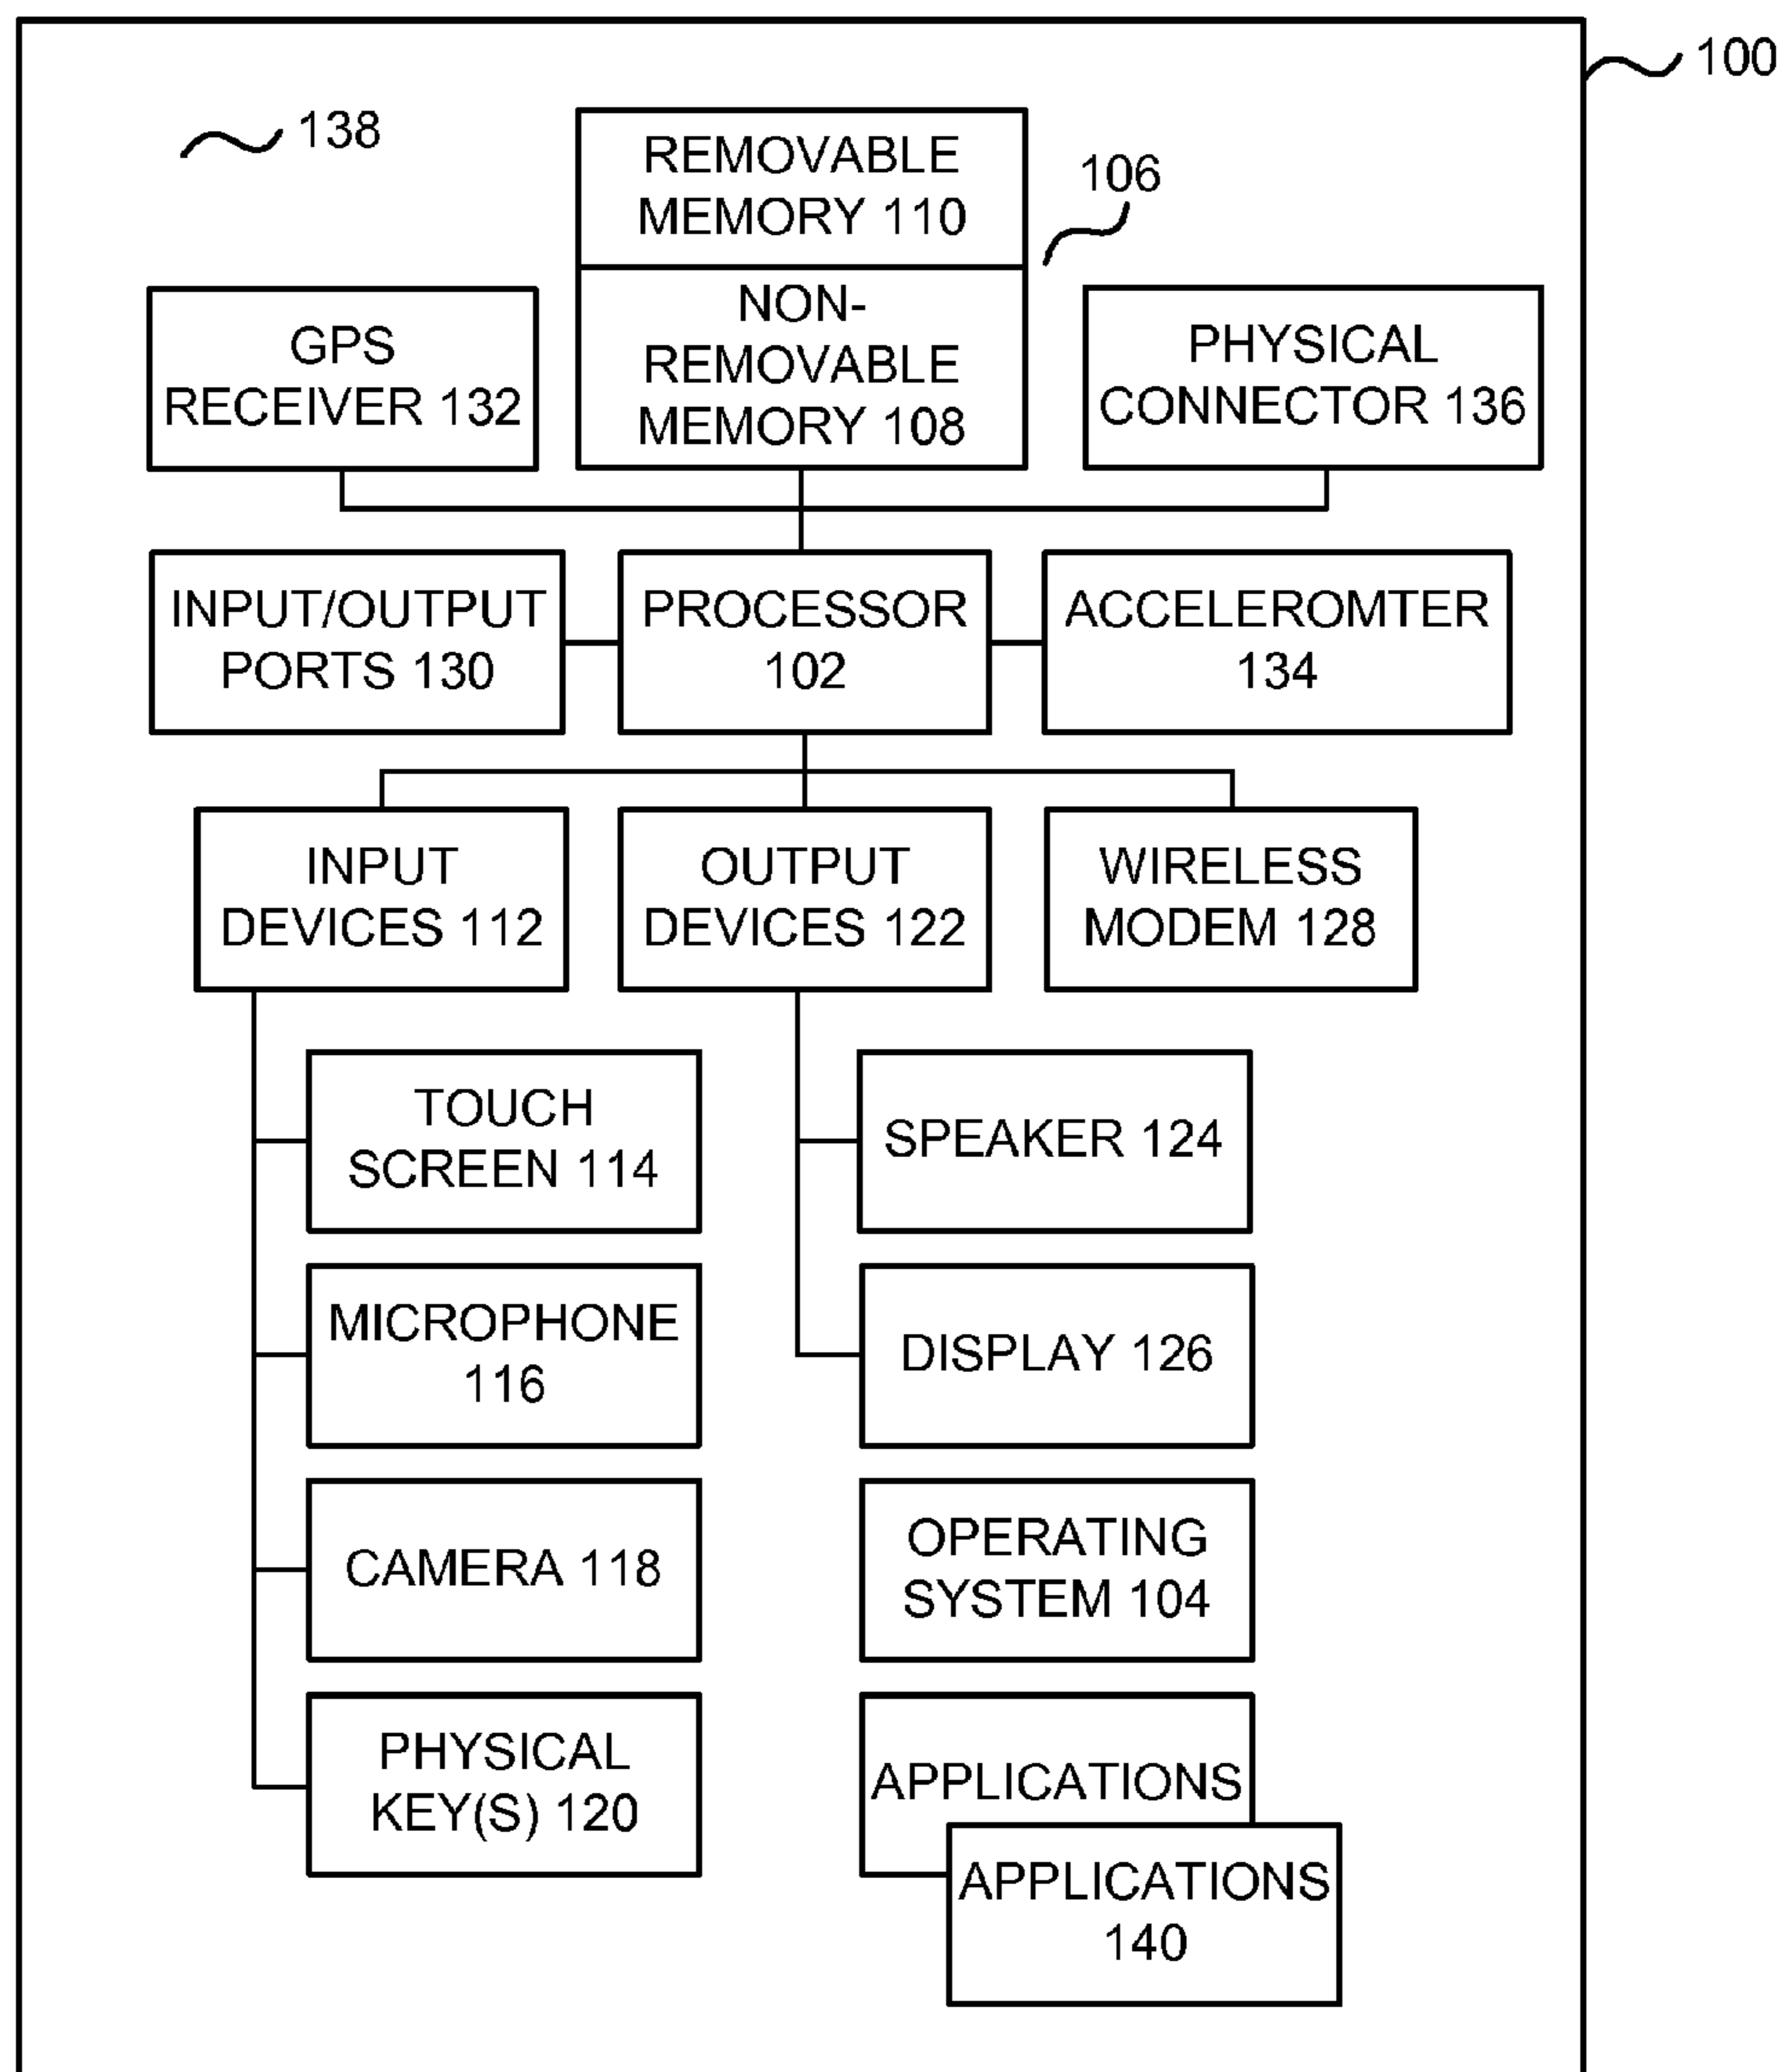 100
138
REMOVABLE
MEMORY 110
106
NON-
REMOVABLE
MEMORY 108
GPS
RECEIVER 132
PHYSICAL
CONNECTOR 136
INPUT/OUTPUT
PORTS 130
PROCESSOR
102
ACCELEROMTER
134
INPUT
DEVICES 112
OUTPUT
DEVICES 122
WIRELESS
MODEM 128
TOUCH
SCREEN 114
SPEAKER 124
MICROPHONE
116
DISPLAY 126
CAMERA 118
OPERATING
SYSTEM 104
PHYSICAL
KEY(S) 120
APPLICATIONS
APPLICATIONS
140